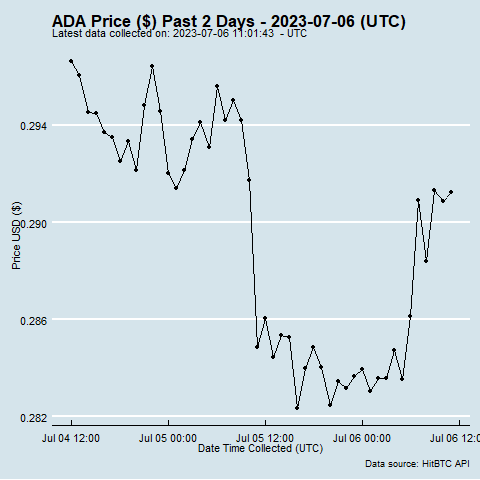 ADA Price ($) Past 2 Days - 2023-07-06 (UTC)
Latest data collected on: 2023-07-06 11:01:43 - UTC
0.294
0.290
0.286
0.282
Price USD ($)
Jul 04 12:00 Jul 05 00:00 Jul 05 12:00 Jul 06 00:00 Jul 06 12:00
Date Time Collected (UTC)
Data source: HitBTC API